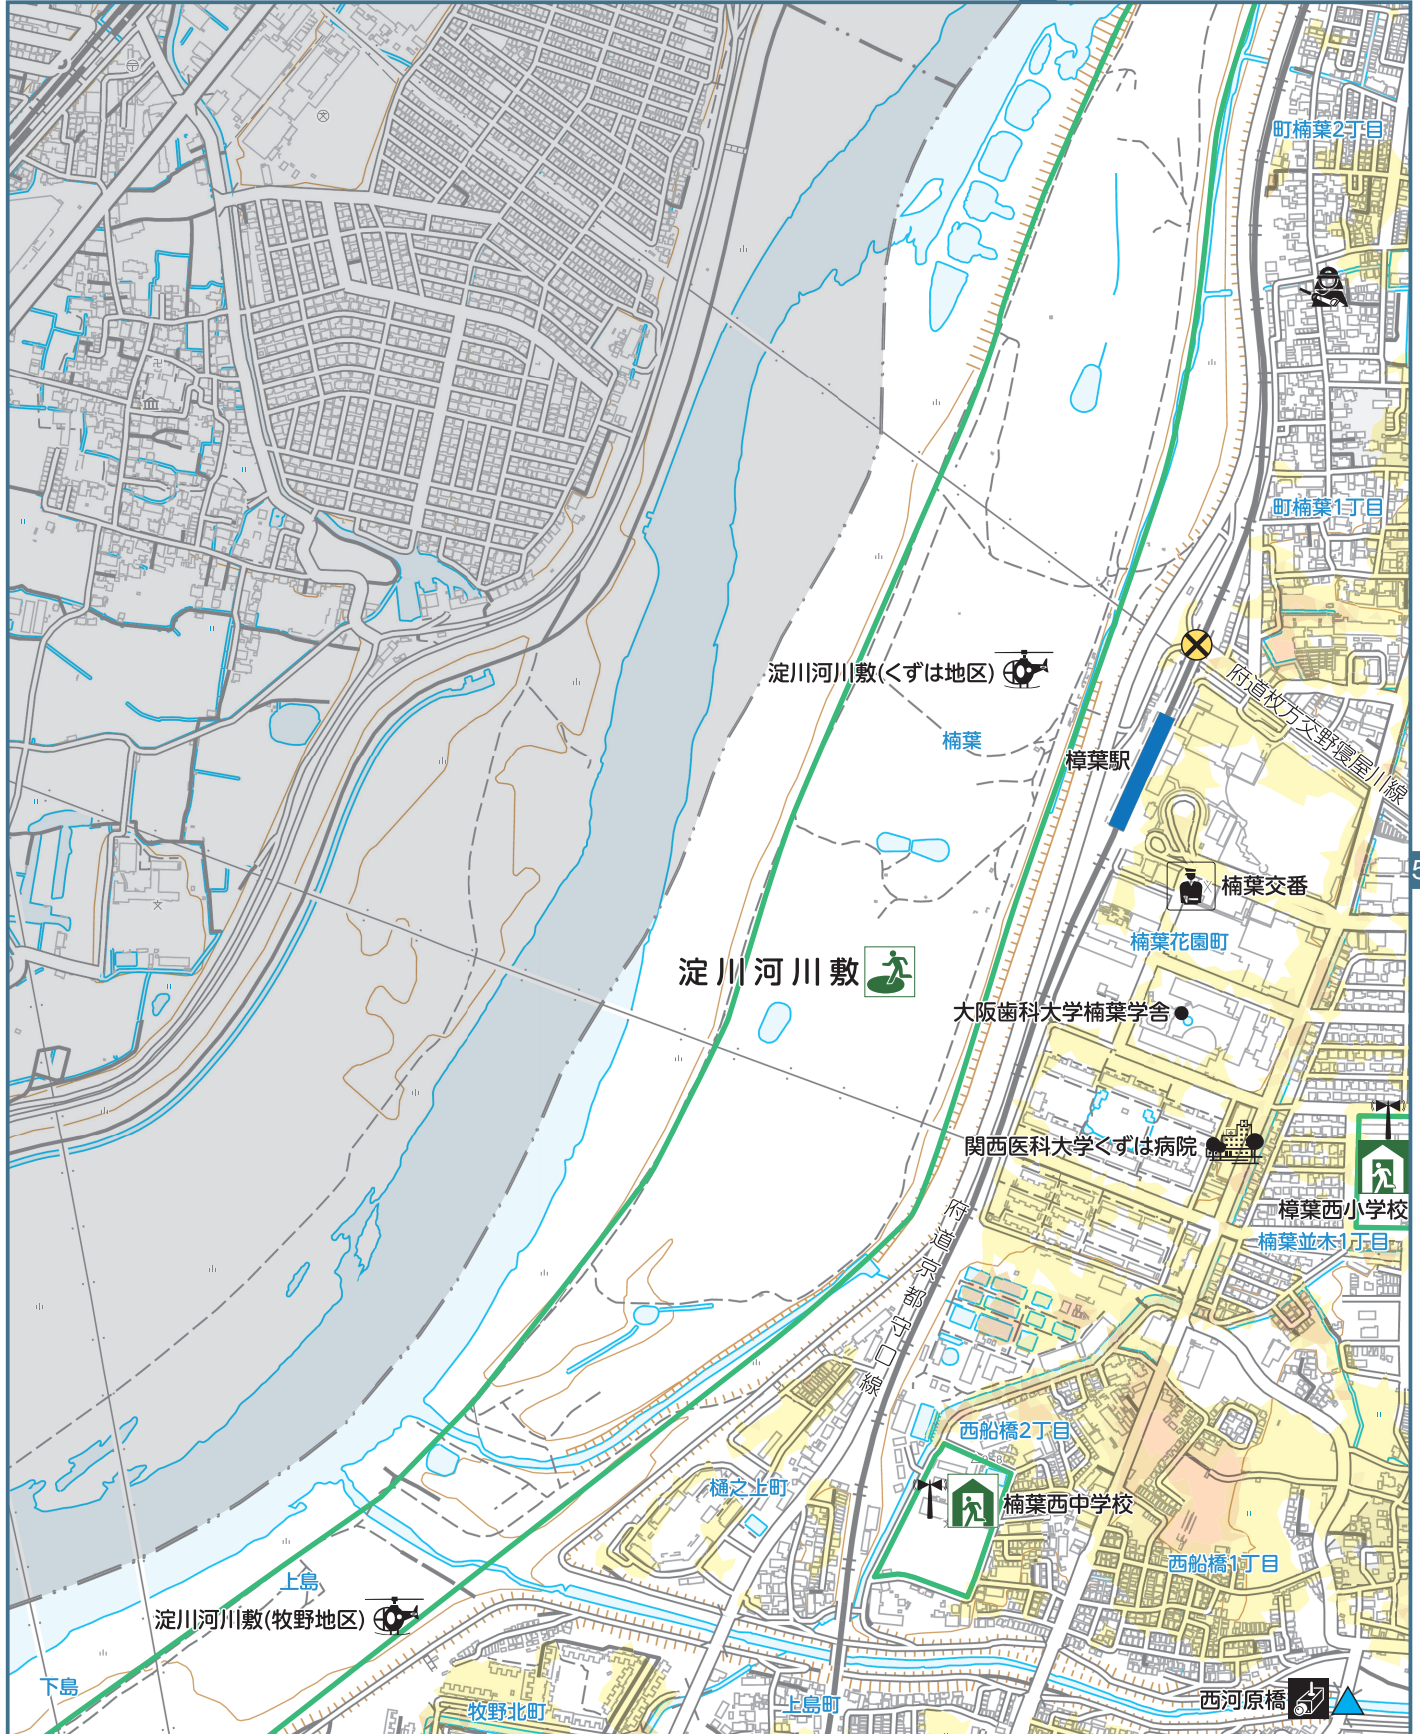 町楠葉2丁目
町楠葉1丁目
淀川河川敷(くずは地区)
府道枚方交野寝屋川線
楠葉
樟葉駅
楠葉交番
5
楠葉花園町
淀川河川敷
大阪歯科大学楠葉学舎
関西医科大学くずは病院
樟葉西小学校
府道京都守口線
楠葉並木1丁目
西船橋2丁目
樋之上町
楠葉西中学校
西船橋1丁目
上島
淀川河川敷(牧野地区)
下島
牧野北町
上島町
西河原橋